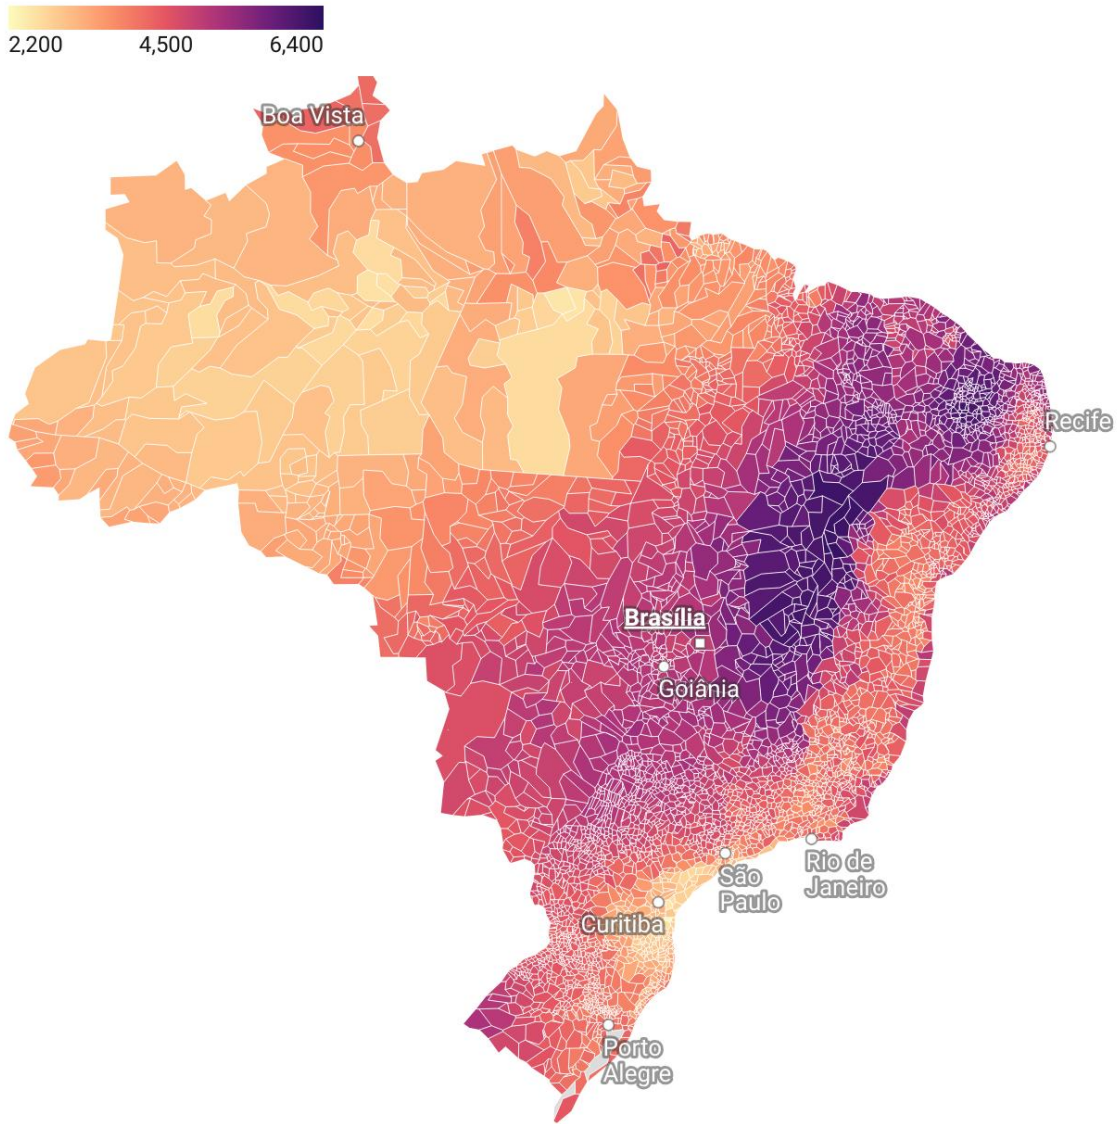 2,200 4,500 6,400
Boa Vista
Recife
Brasília
Goiânia
São
Paulo
Rio de
Janeiro
Curitiba
Porto
Alegre